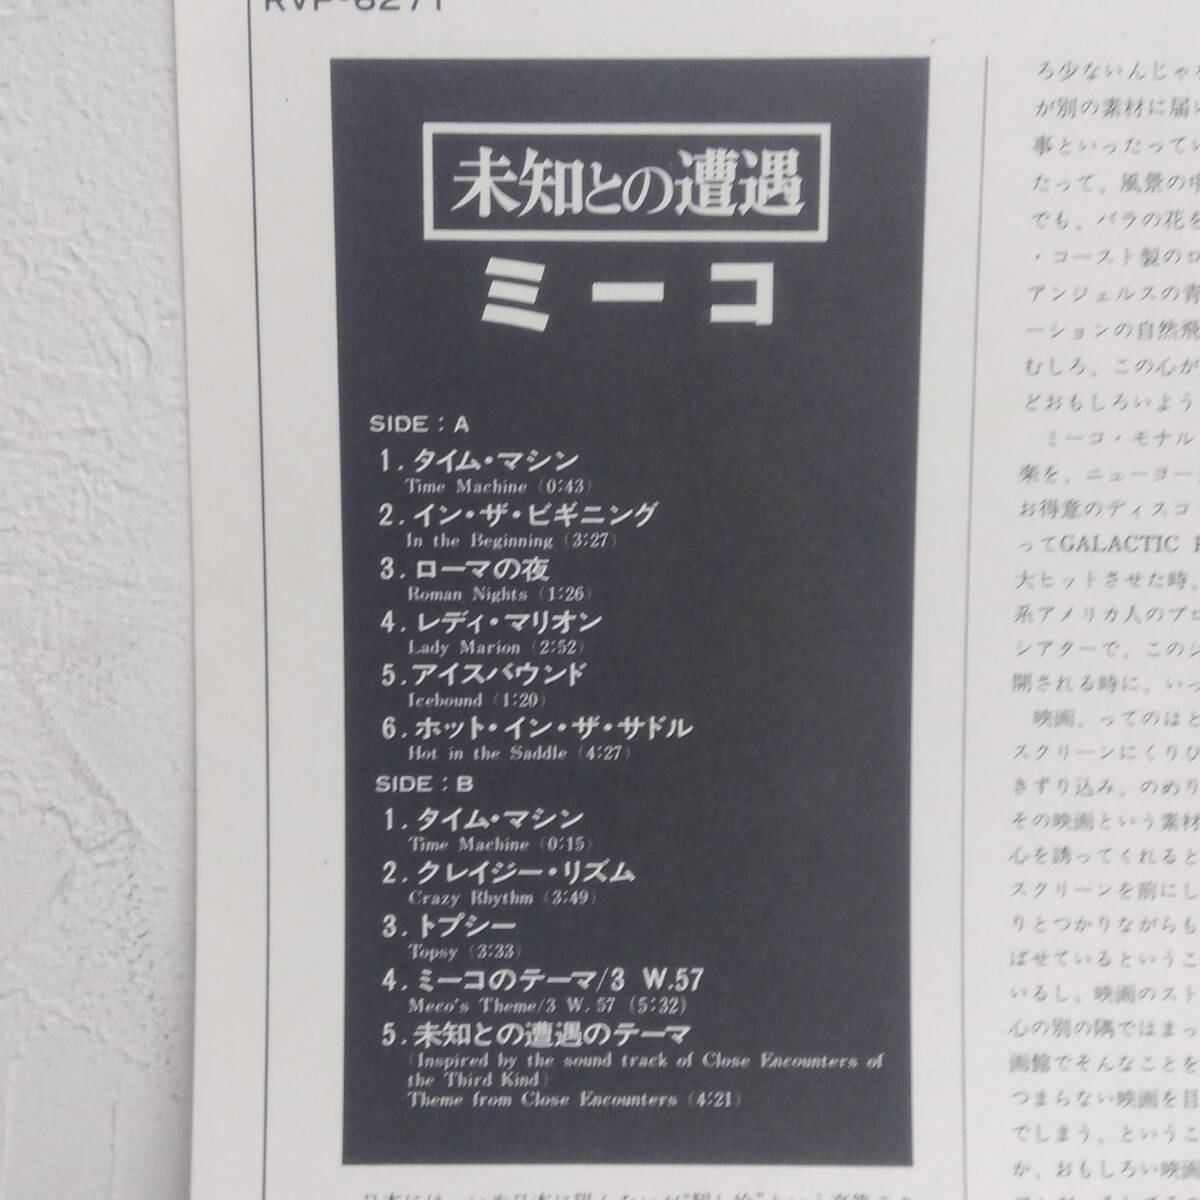 RVP-6271
未知との遭遇
ミーコ
SIDE : A
1. タイム・マシン
Time Machine (0:43)
2. イン・ザ・ビギニング
In the Beginning (3:27)
3. ローマの夜
Roman Nights (1:26)
4. レディ・マリオン
Lady Marion (2:52)
5. アイスバウンド
Icebound (1:20)
6. ホット・イン・ザ・サドル
Hot in the Saddle (4:27)
SIDE : B
1. タイム・マシン
Time Machine (0:15)
2. クレイジー・リズム
Crazy Rhythm (3:49)
3. トプシー
Topsy (3:33)
4. ミーコのテーマ/3 W.57
Meco's Theme/3 W. 57 (5:32)
5. 未知との遭遇のテーマ
(Inspired by the sound track of Close Encounters of
the Third Kind)
Theme from Close Encounters (4:21)
ろ少ないんじゃ
が別の素材に届
事といったってい
たって、風景の
でも、バラの花を
・コースト製のロ
アンジェルスの青
ーションの自然飛
むしろ、この心が
どおもしろいよう
ミーコ・モナル
楽を、ニューヨー
お得意のディスコ
ってGALACTIC
大ヒットさせた時、
系アメリカ人のプロ
シアターで、このジ
開される時に、いっ
映画、ってのはと
スクリーンにくりひ
きずり込み、のめり
その映画という素材
心を誘ってくれると
スクリーンを前にし
りとつかりながらも
ばせているというこ
いるし、映画のスト
心の別の隅ではまっ
画館でそんなことを
つまらない映画を目
でしまう、というこ
か、おもしろい映画